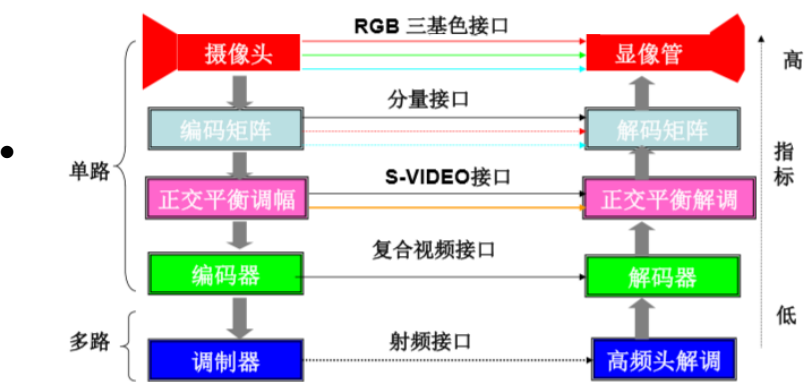 RGB 三基色接口
摄像头
显像管
高
分量接口
编码矩阵
解码矩阵
指
标
单路
S-VIDEO接口
正交平衡调幅
正交平衡解调
复合视频接口
编码器
解码器
低
多路
射频接口
调制器
高频头解调